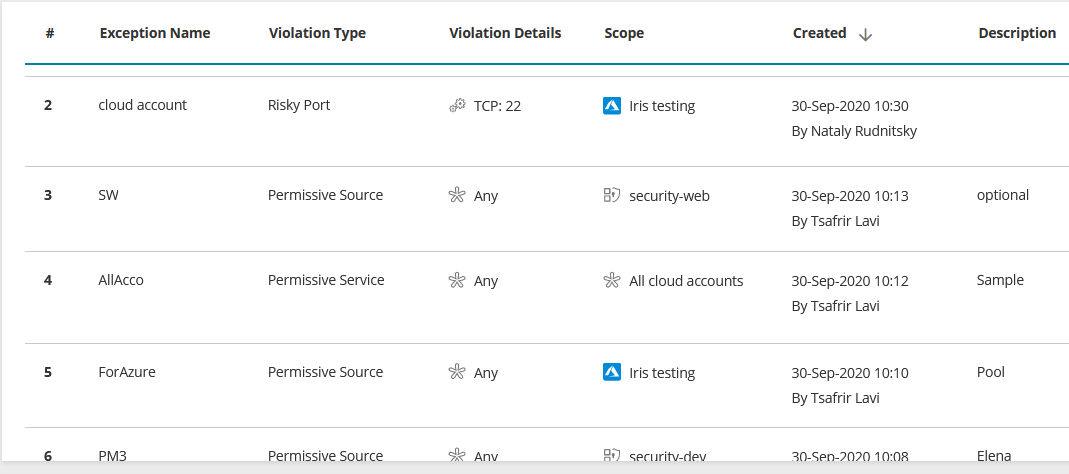 # Exception Name Violation Type Violation Details Scope Created Description
2 cloud account Risky Port TCP: 22 Iris testing 30-Sep-2020 10:30
By Nataly Rudnitsky
3 SW Permissive Source Any security-web 30-Sep-2020 10:13 optional
By Tsafrir Lavi
4 AllAcco Permissive Service Any All cloud accounts 30-Sep-2020 10:12 Sample
By Tsafrir Lavi
5 ForAzure Permissive Source Any Iris testing 30-Sep-2020 10:10 Pool
By Tsafrir Lavi
6 PM3 Permissive Source Any security-dev 30-Sep-2020 10:08 Elena